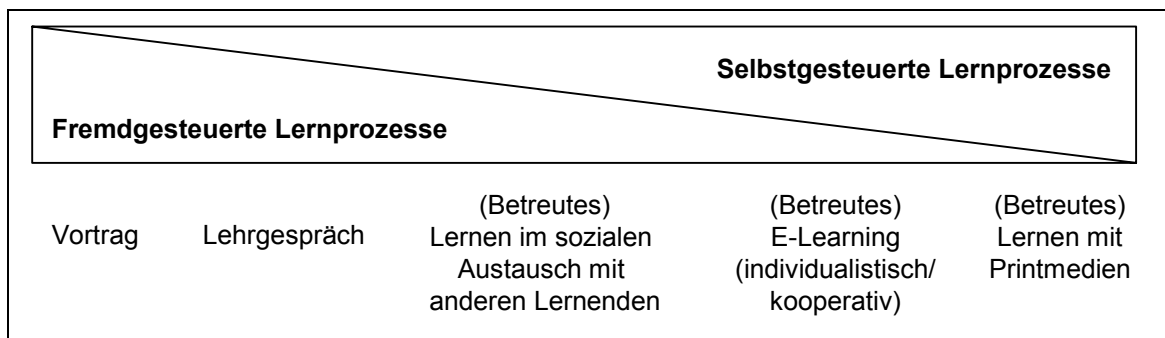 Selbstgesteuerte Lernprozesse
Fremdgesteuerte Lernprozesse
Vortrag
Lehrgespräch
(Betreutes)
Lernen im sozialen
Austausch mit
anderen Lernenden
(Betreutes)
E-Learning
(individualistisch/
kooperativ)
(Betreutes)
Lernen mit
Printmedien